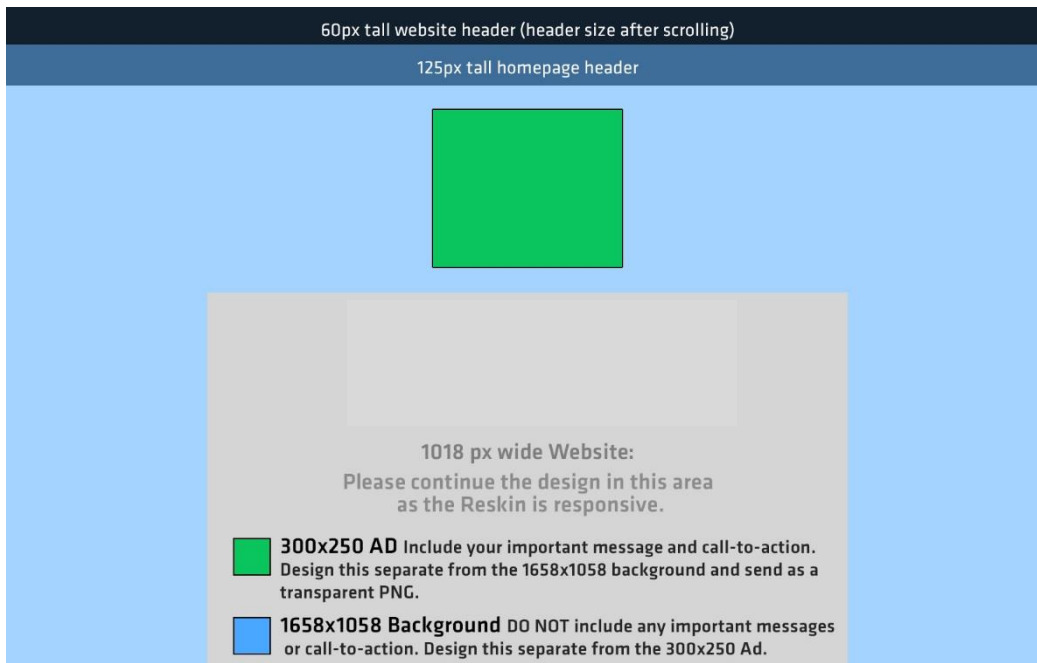 60px tall website header (header size after scrolling)
125px tall homepage header
1018 px wide Website:
Please continue the design in this area
as the Reskin is responsive.
300x250 AD Include your important message and call-to-action.
Design this separate from the 1658x1058 background and send as a
transparent PNG.
1658x1058 Background DO NOT include any important messages
or call-to-action. Design this separate from the 300x250 Ad.